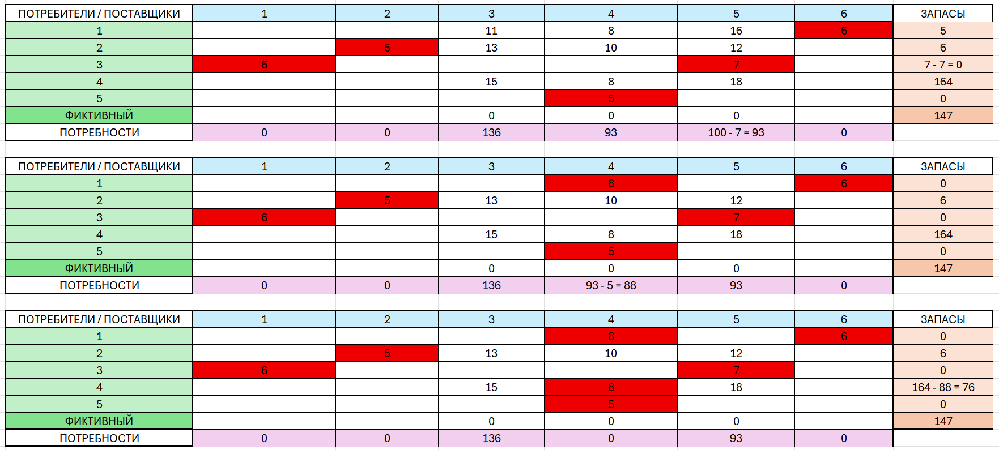 ПОТРЕБИТЕЛИ / ПОСТАВЩИКИ 1 2 3 4 5 6 ЗАПАСЫ
1 11 8 16 6 5
2 5 13 10 12 6
3 6 7 7 - 7 = 0
4 15 8 18 164
5 5 0
ФИКТИВНЫЙ 0 0 0 147
ПОТРЕБНОСТИ 0 0 136 93 100 - 7 = 93 0
ПОТРЕБИТЕЛИ / ПОСТАВЩИКИ 1 2 3 4 5 6 ЗАПАСЫ
1 8 6 0
2 5 13 10 12 6
3 6 7 0
4 15 8 18 164
5 5 0
ФИКТИВНЫЙ 0 0 0 147
ПОТРЕБНОСТИ 0 0 136 93 - 5 = 88 93 0
ПОТРЕБИТЕЛИ / ПОСТАВЩИКИ 1 2 3 4 5 6 ЗАПАСЫ
1 8 6 0
2 5 13 10 12 6
3 6 7 0
4 15 8 18 164 - 88 = 76
5 5 0
ФИКТИВНЫЙ 0 0 0 147
ПОТРЕБНОСТИ 0 0 136 0 93 0